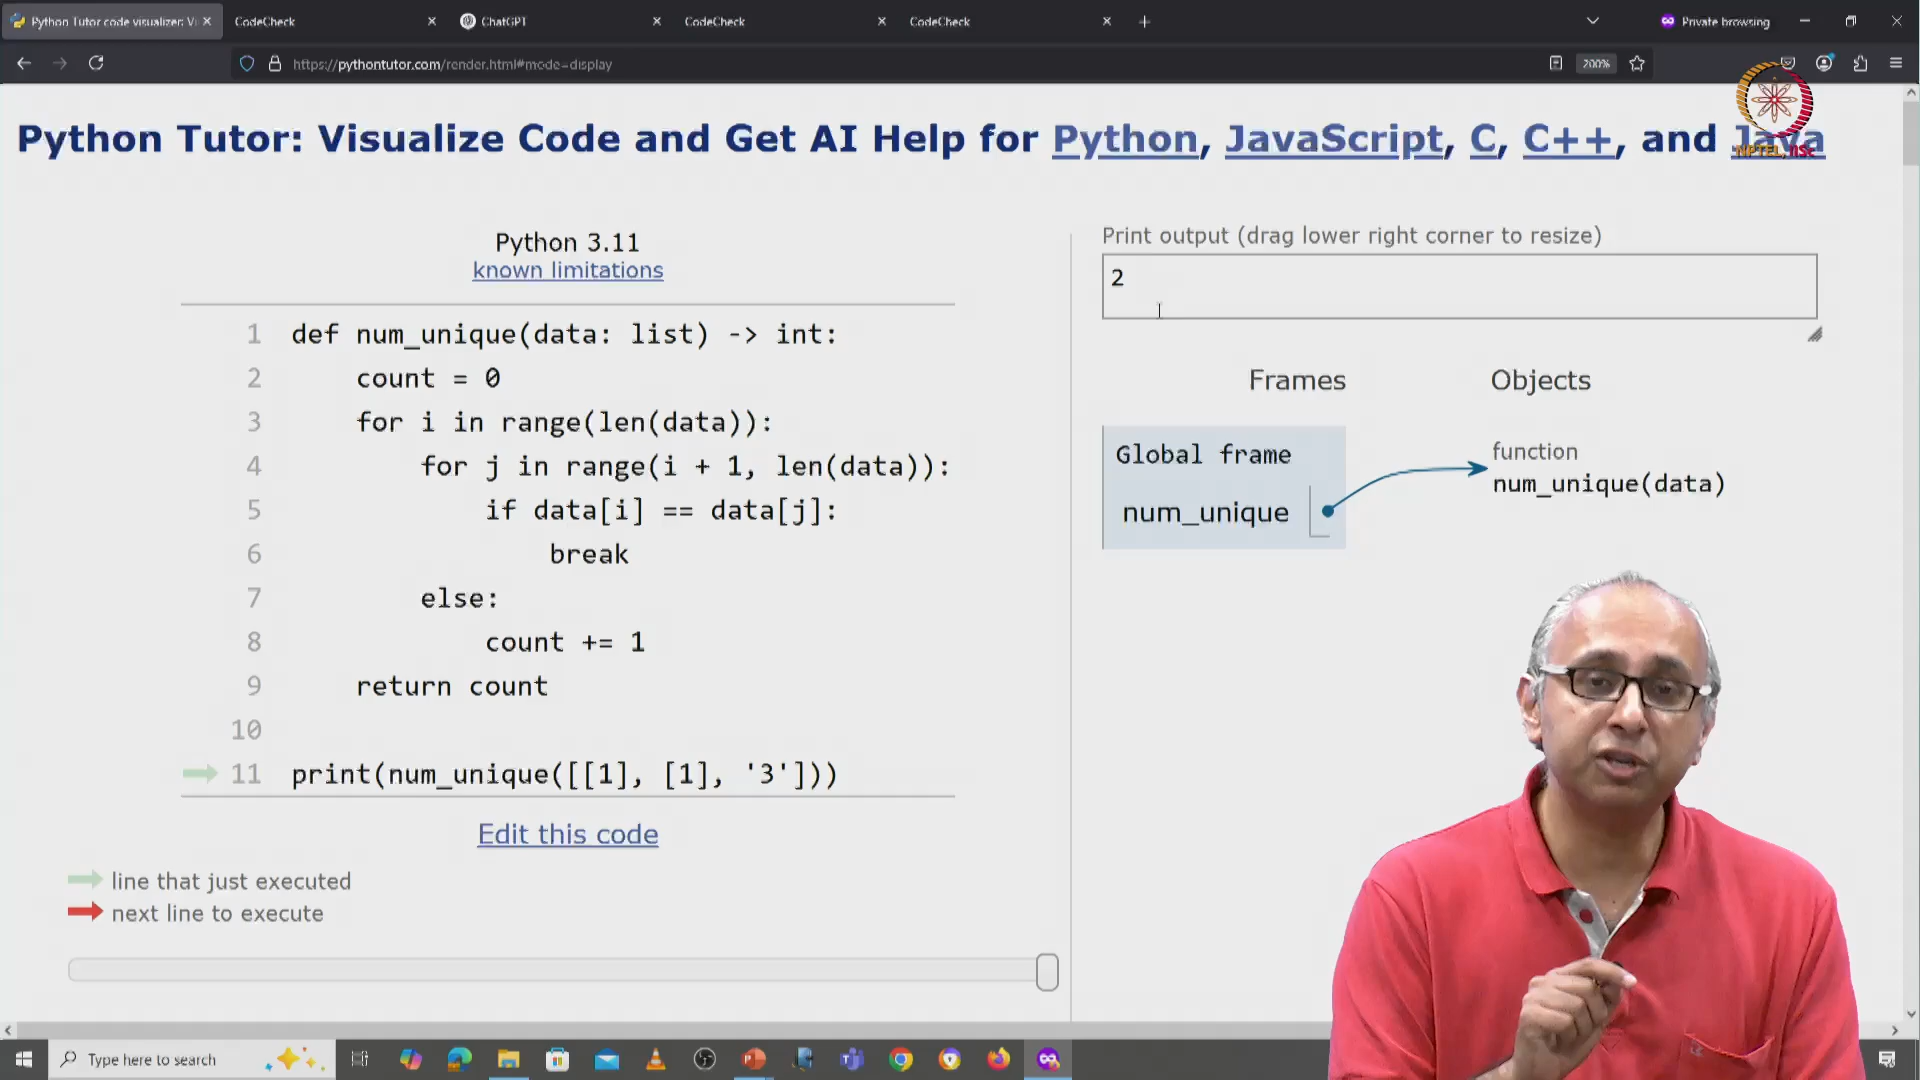 Python Tutor code visualizer: Vi
CodeCheck
ChatGPT
CodeCheck
CodeCheck
Private browsing
https://pythontutor.com/render.html#mode=display
200%
Python Tutor: Visualize Code and Get AI Help for Python, JavaScript, C, C++, and Java
NPTEL, IISc
Python 3.11
known limitations
1 def num_unique(data: list) -> int:
2 count = 0
3 for i in range(len(data)):
4 for j in range(i + 1, len(data)):
5 if data[i] == data[j]:
6 break
7 else:
8 count += 1
9 return count
10
11 print(num_unique([[1], [1], '3']))
Edit this code
line that just executed
next line to execute
Print output (drag lower right corner to resize)
2
Frames
Objects
Global frame
num_unique
function
num_unique(data)
Type here to search